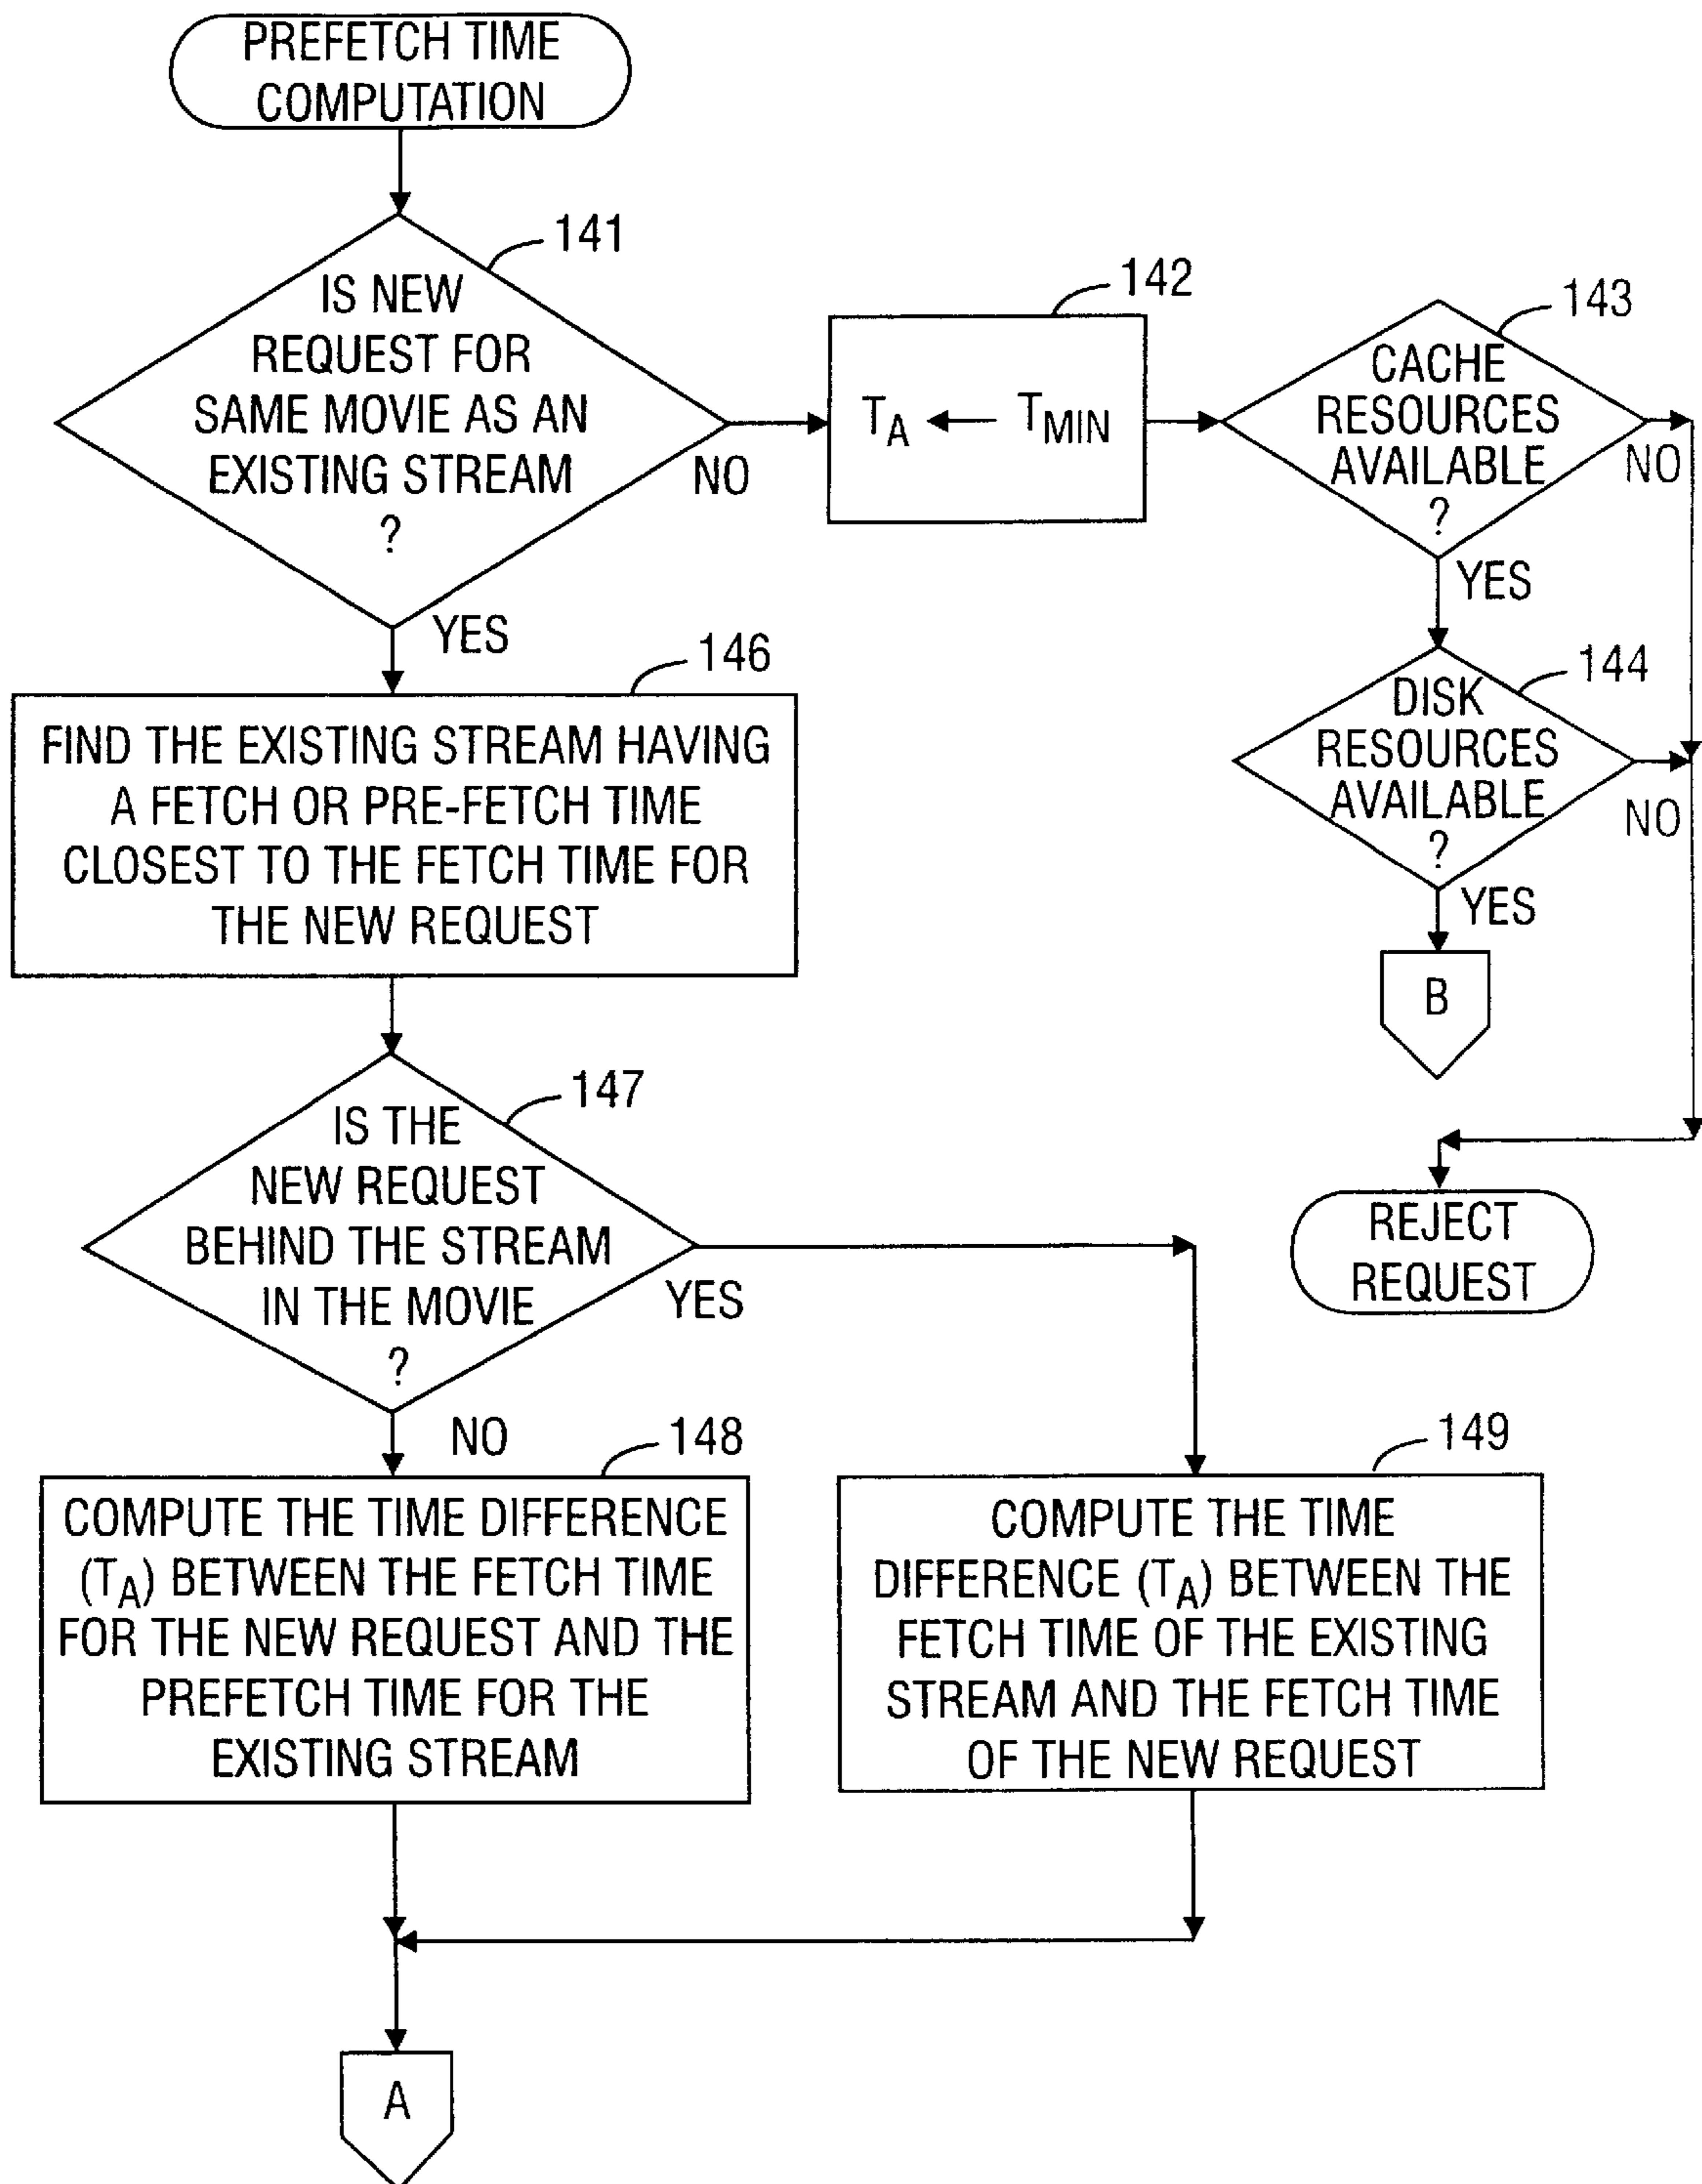 PREFETCH TIME
COMPUTATION
141
IS NEW
REQUEST FOR
SAME MOVIE AS AN
EXISTING STREAM
?
NO
YES
142
T_A ← T_MIN
143
CACHE
RESOURCES
AVAILABLE
?
NO
YES
144
DISK
RESOURCES
AVAILABLE
?
NO
YES
B
REJECT
REQUEST
146
FIND THE EXISTING STREAM HAVING
A FETCH OR PRE-FETCH TIME
CLOSEST TO THE FETCH TIME FOR
THE NEW REQUEST
147
IS THE
NEW REQUEST
BEHIND THE STREAM
IN THE MOVIE
?
YES
NO
148
COMPUTE THE TIME DIFFERENCE
(T_A) BETWEEN THE FETCH TIME
FOR THE NEW REQUEST AND THE
PREFETCH TIME FOR THE
EXISTING STREAM
149
COMPUTE THE TIME
DIFFERENCE (T_A) BETWEEN THE
FETCH TIME OF THE EXISTING
STREAM AND THE FETCH TIME
OF THE NEW REQUEST
A